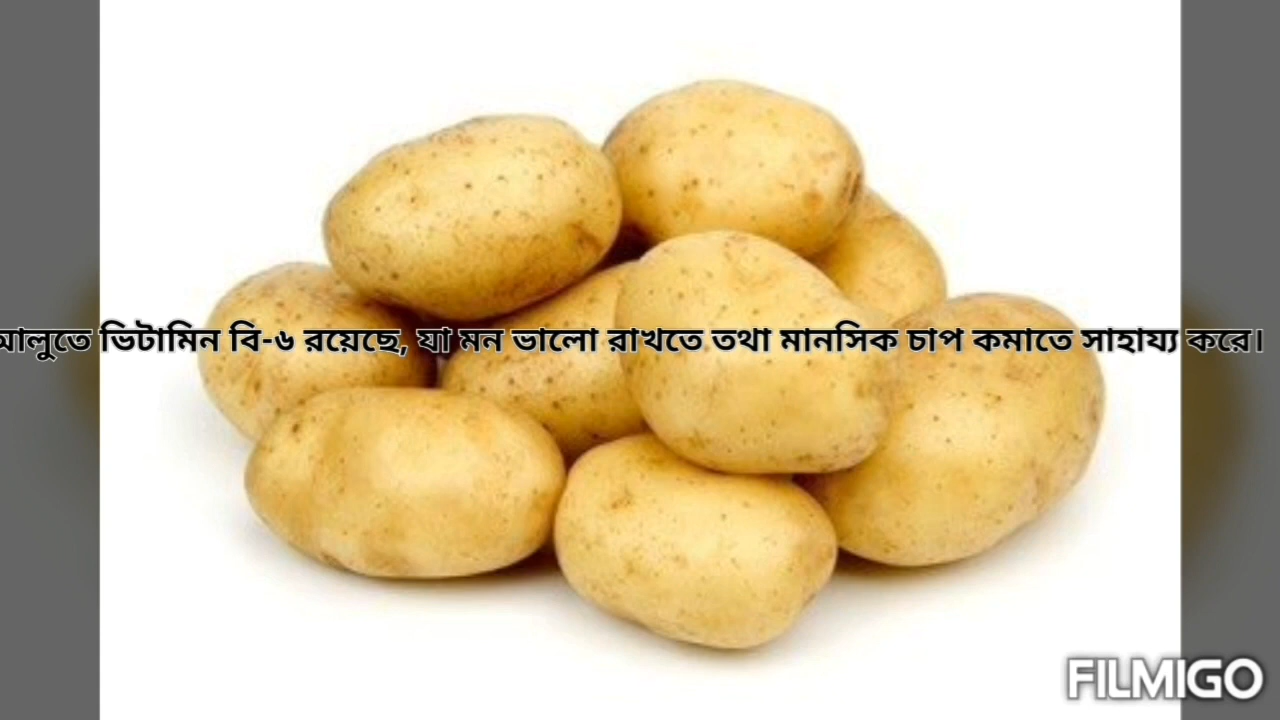 আলুতে ভিটামিন বি-৬ রয়েছে, যা মন ভালো রাখতে তথা মানসিক চাপ কমাতে সাহায্য করে।
FILMIGO